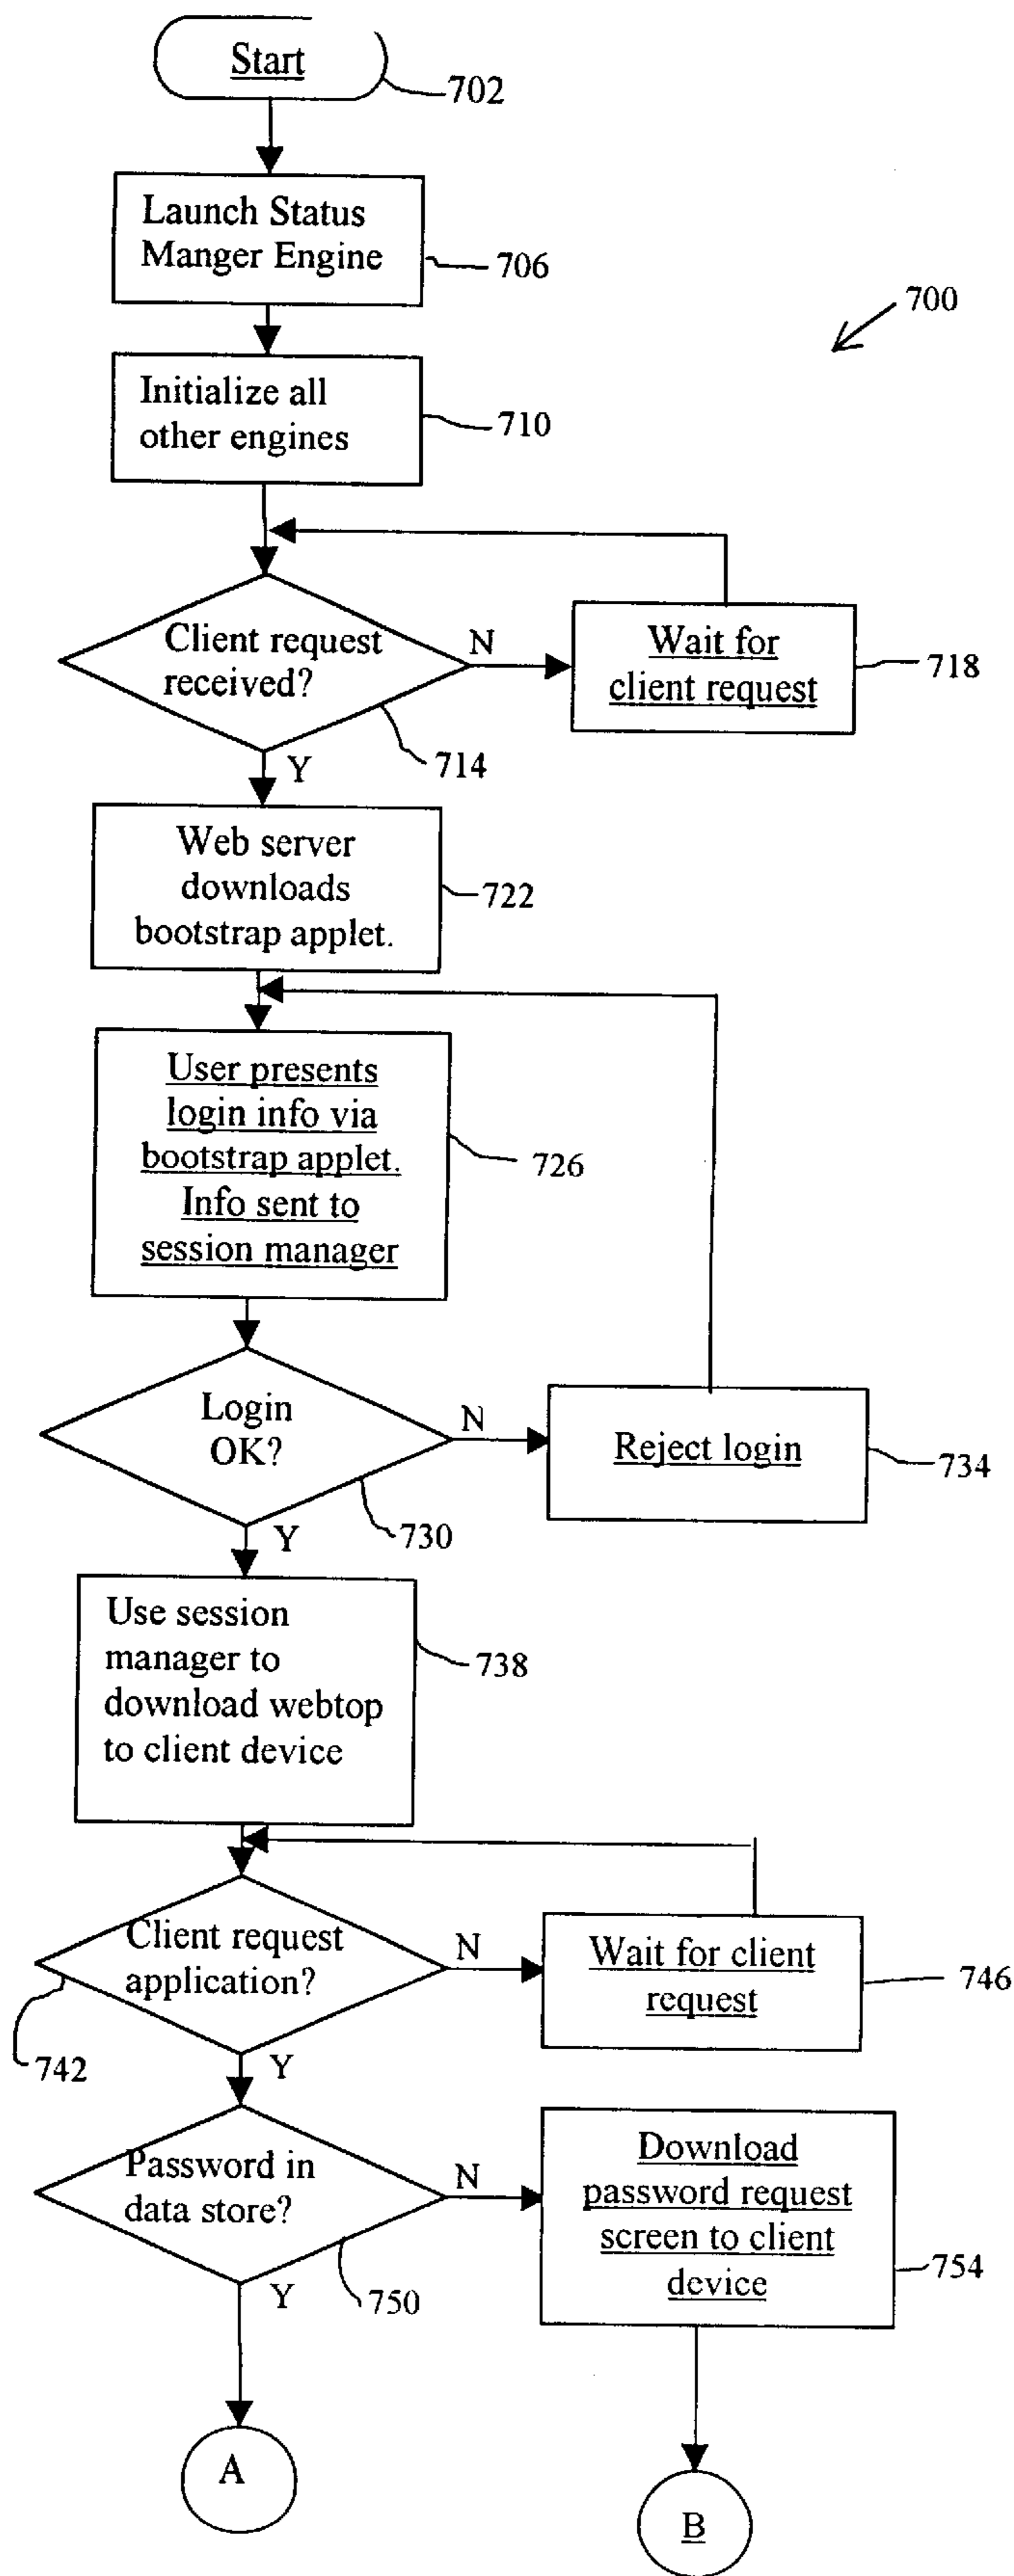 Start
702
Launch Status
Manger Engine
706
700
Initialize all
other engines
710
Client request
received?
N
Wait for
client request
718
714
Y
Web server
downloads
bootstrap applet.
722
User presents
login info via
bootstrap applet.
Info sent to
session manager
726
Login
OK?
N
Reject login
734
730
Y
Use session
manager to
download webtop
to client device
738
Client request
application?
N
Wait for client
request
746
742
Y
Password in
data store?
N
Download
password request
screen to client
device
754
750
Y
A
B